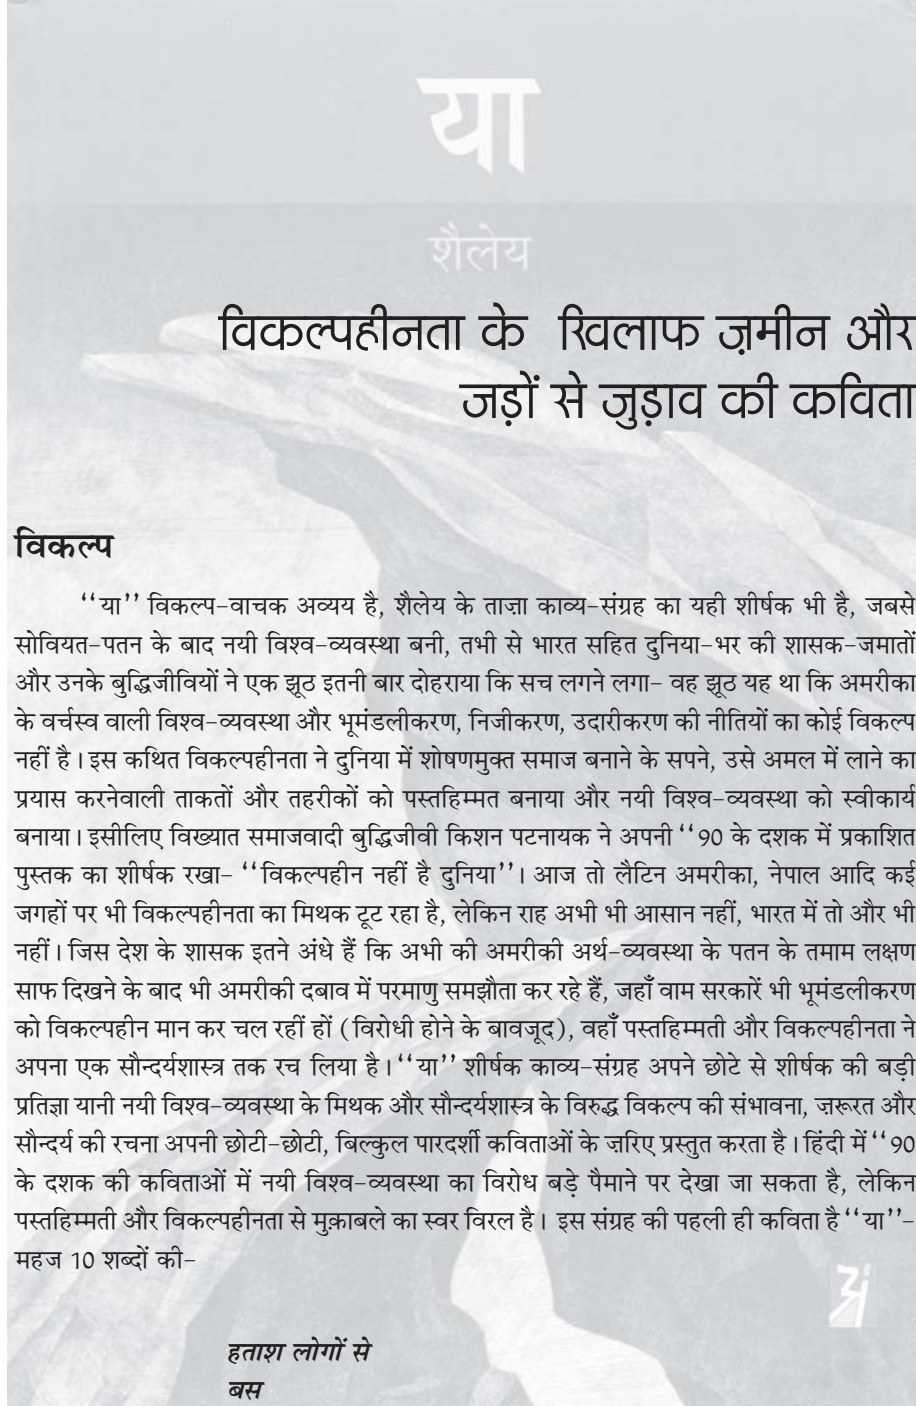 या
शैलेय
विकल्पहीनता के खिलाफ ज़मीन और
जड़ों से जुड़ाव की कविता
विकल्प
‘‘या’’ विकल्प-वाचक अव्यय है, शैलेय के ताज़ा काव्य-संग्रह का यही शीर्षक भी है, जबसे
सोवियत-पतन के बाद नयी विश्व-व्यवस्था बनी, तभी से भारत सहित दुनिया-भर की शासक-जमातों
और उनके बुद्धिजीवियों ने एक झूठ इतनी बार दोहराया कि सच लगने लगा- वह झूठ यह था कि अमरीका
के वर्चस्व वाली विश्व-व्यवस्था और भूमंडलीकरण, निजीकरण, उदारीकरण की नीतियों का कोई विकल्प
नहीं है। इस कथित विकल्पहीनता ने दुनिया में शोषणमुक्त समाज बनाने के सपने, उसे अमल में लाने का
प्रयास करनेवाली ताकतों और तहरीकों को पस्तहिम्मत बनाया और नयी विश्व-व्यवस्था को स्वीकार्य
बनाया। इसीलिए विख्यात समाजवादी बुद्धिजीवी किशन पटनायक ने अपनी ‘‘90 के दशक में प्रकाशित
पुस्तक का शीर्षक रखा- ‘‘विकल्पहीन नहीं है दुनिया’’। आज तो लैटिन अमरीका, नेपाल आदि कई
जगहों पर भी विकल्पहीनता का मिथक टूट रहा है, लेकिन राह अभी भी आसान नहीं, भारत में तो और भी
नहीं। जिस देश के शासक इतने अंधे हैं कि अभी की अमरीकी अर्थ-व्यवस्था के पतन के तमाम लक्षण
साफ दिखने के बाद भी अमरीकी दबाव में परमाणु समझौता कर रहे हैं, जहाँ वाम सरकारें भी भूमंडलीकरण
को विकल्पहीन मान कर चल रहीं हों (विरोधी होने के बावजूद), वहाँ पस्तहिम्मती और विकल्पहीनता ने
अपना एक सौन्दर्यशास्त्र तक रच लिया है। ‘‘या’’ शीर्षक काव्य-संग्रह अपने छोटे से शीर्षक की बड़ी
प्रतिज्ञा यानी नयी विश्व-व्यवस्था के मिथक और सौन्दर्यशास्त्र के विरुद्ध विकल्प की संभावना, ज़रूरत और
सौन्दर्य की रचना अपनी छोटी-छोटी, बिल्कुल पारदर्शी कविताओं के ज़रिए प्रस्तुत करता है। हिंदी में ‘‘90
के दशक की कविताओं में नयी विश्व-व्यवस्था का विरोध बड़े पैमाने पर देखा जा सकता है, लेकिन
पस्तहिम्मती और विकल्पहीनता से मुक़ाबले का स्वर विरल है। इस संग्रह की पहली ही कविता है ‘‘या’’-
महज 10 शब्दों की-
हताश लोगों से
बस